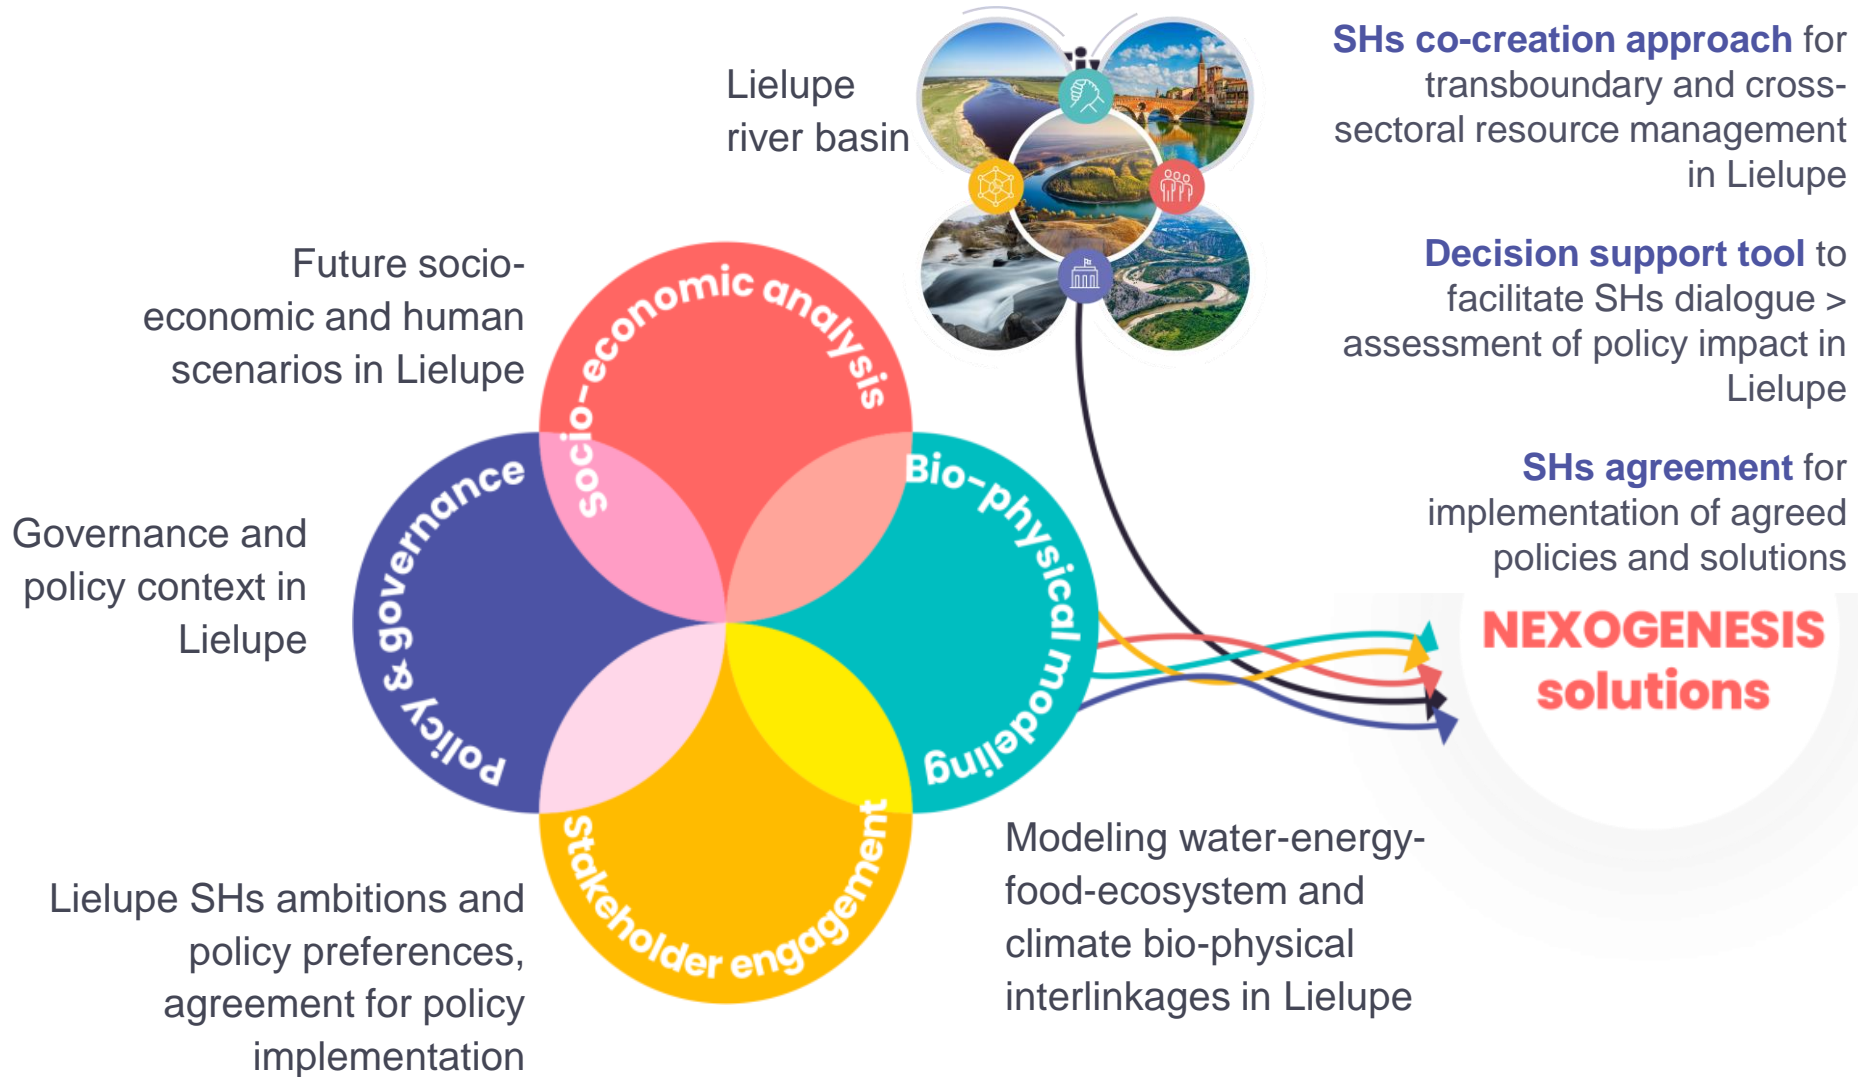 Lielupe
river basin
SHs co-creation approach for
transboundary and cross-
sectoral resource management
in Lielupe
Decision support tool to
facilitate SHs dialogue >
assessment of policy impact in
Lielupe
SHs agreement for
implementation of agreed
policies and solutions
NEXOGENESIS
solutions
Future socio-
economic and human
scenarios in Lielupe
socio-economic analysis
Governance and
policy context in
Lielupe
Policy & governance
Bio-physical modeling
Stakeholder engagement
Lielupe SHs ambitions and
policy preferences,
agreement for policy
implementation
Modeling water-energy-
food-ecosystem and
climate bio-physical
interlinkages in Lielupe